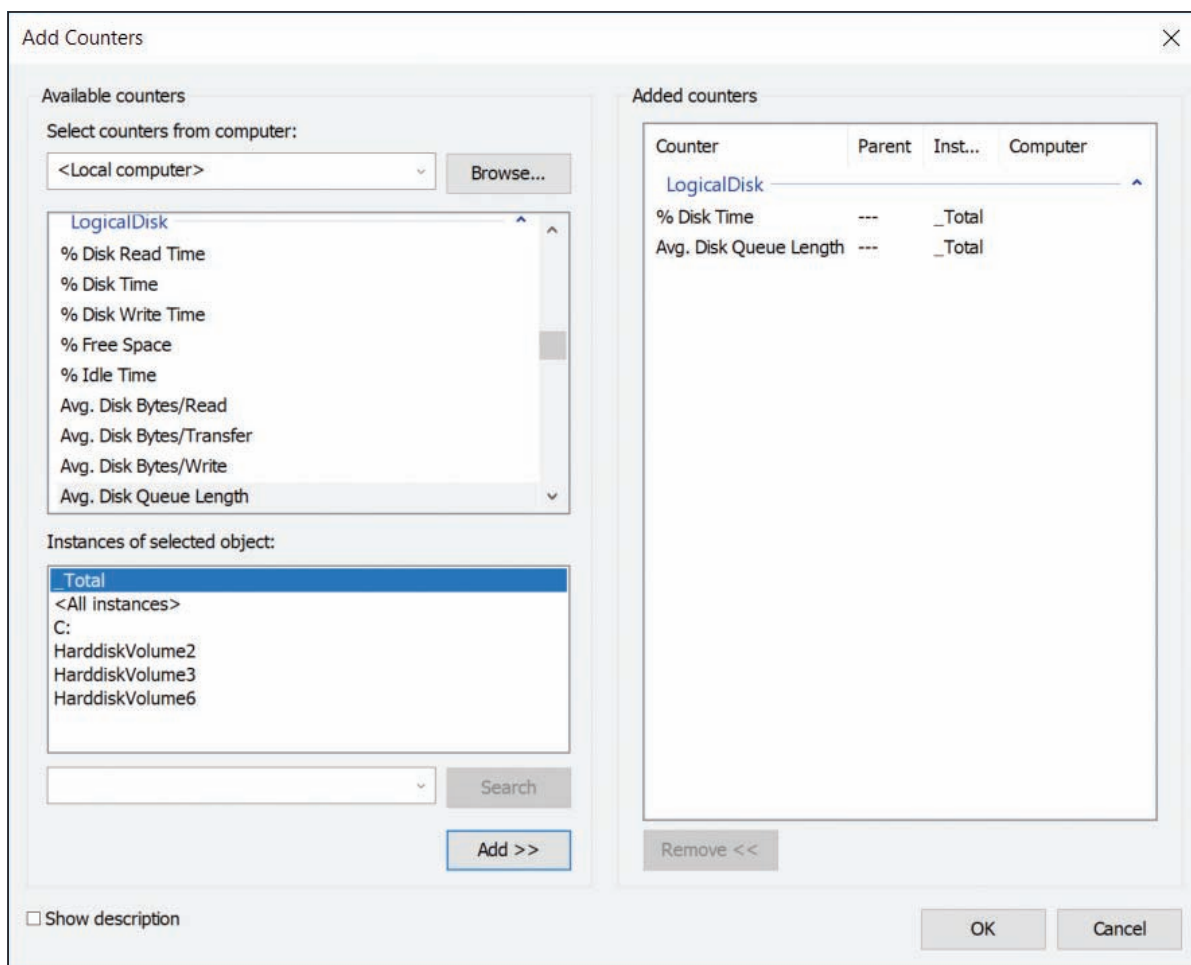 Add Counters
Available counters
Select counters from computer:
<Local computer>
Browse...
LogicalDisk
% Disk Read Time
% Disk Time
% Disk Write Time
% Free Space
% Idle Time
Avg. Disk Bytes/Read
Avg. Disk Bytes/Transfer
Avg. Disk Bytes/Write
Avg. Disk Queue Length
Instances of selected object:
_Total
<All instances>
C:
HarddiskVolume2
HarddiskVolume3
HarddiskVolume6
Search
Add >>
Show description
Added counters
Counter Parent Inst... Computer
LogicalDisk
% Disk Time --- _Total
Avg. Disk Queue Length --- _Total
Remove <<
OK
Cancel